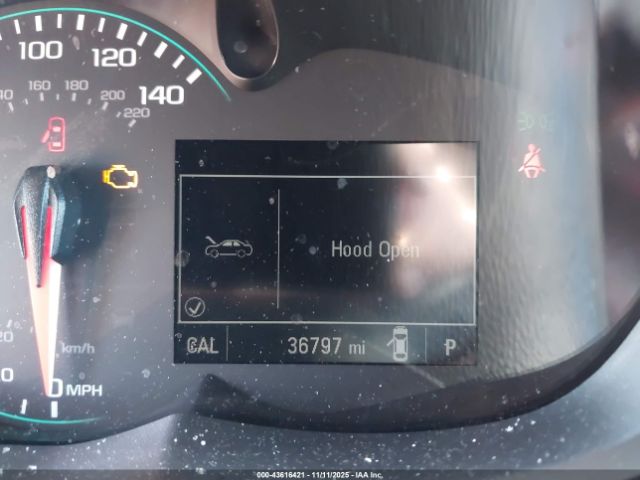 100
120
140
160
180
200
220
Hood Open
CAL
36797 mi
P
km/h
0 MPH
000-43616421 - 11/11/2025 - IAA Inc.